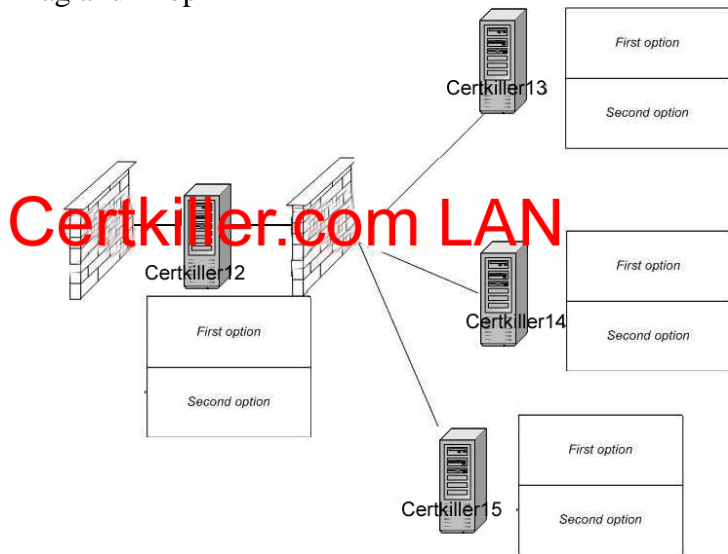 First option
Certkiller13
Second option
Certkiller.com LAN
Certkiller12
First option
Second option
First option
Certkiller14
Second option
First option
Certkiller15
Second option